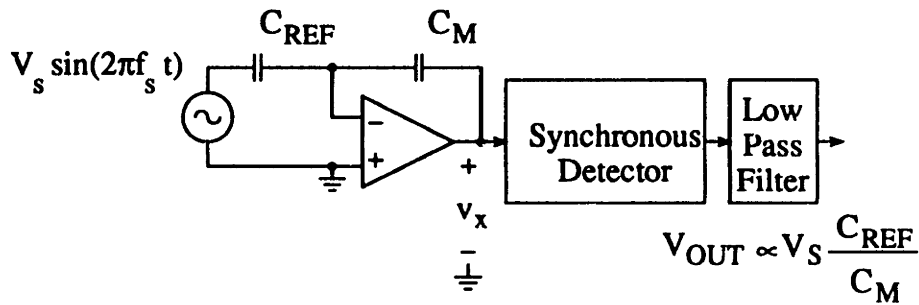 C_REF
C_M
V_s sin(2πf_s t)
−
+
Synchronous
Detector
Low
Pass
Filter
+
v_x
−
V_OUT ∝ V_S C_REF / C_M